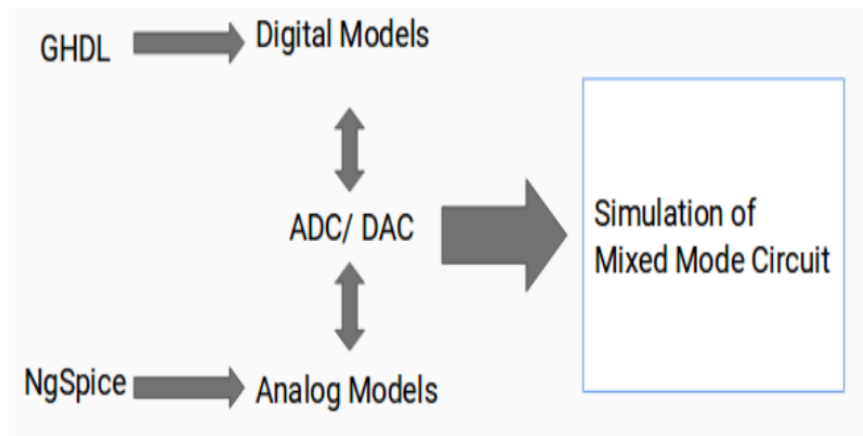 GHDL
Digital Models
ADC/ DAC
Simulation of
Mixed Mode Circuit
NgSpice
Analog Models